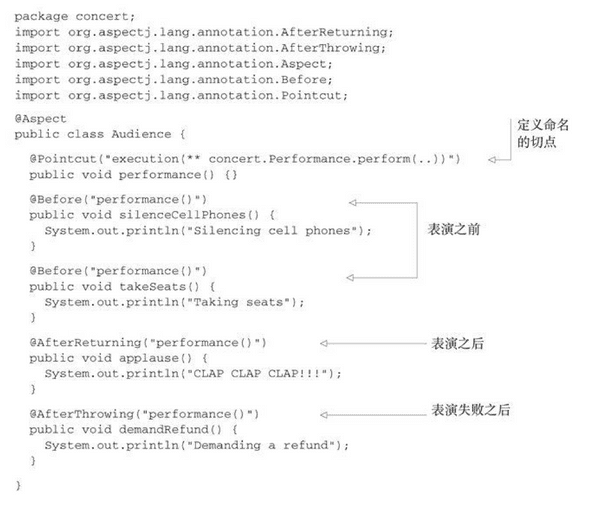 package concert;
import org.aspectj.lang.annotation.AfterReturning;
import org.aspectj.lang.annotation.AfterThrowing;
import org.aspectj.lang.annotation.Aspect;
import org.aspectj.lang.annotation.Before;
import org.aspectj.lang.annotation.Pointcut;
@Aspect
public class Audience {
定义命名
的切点
@Pointcut("execution(** concert.Performance.perform(..))")
public void performance() {}
@Before("performance()")
public void silenceCellPhones() {
System.out.println("Silencing cell phones");
}
表演之前
@Before("performance()")
public void takeSeats() {
System.out.println("Taking seats");
}
@AfterReturning("performance()")
表演之后
public void applause() {
System.out.println("CLAP CLAP CLAP!!!");
}
@AfterThrowing("performance()")
表演失败之后
public void demandRefund() {
System.out.println("Demanding a refund");
}
}